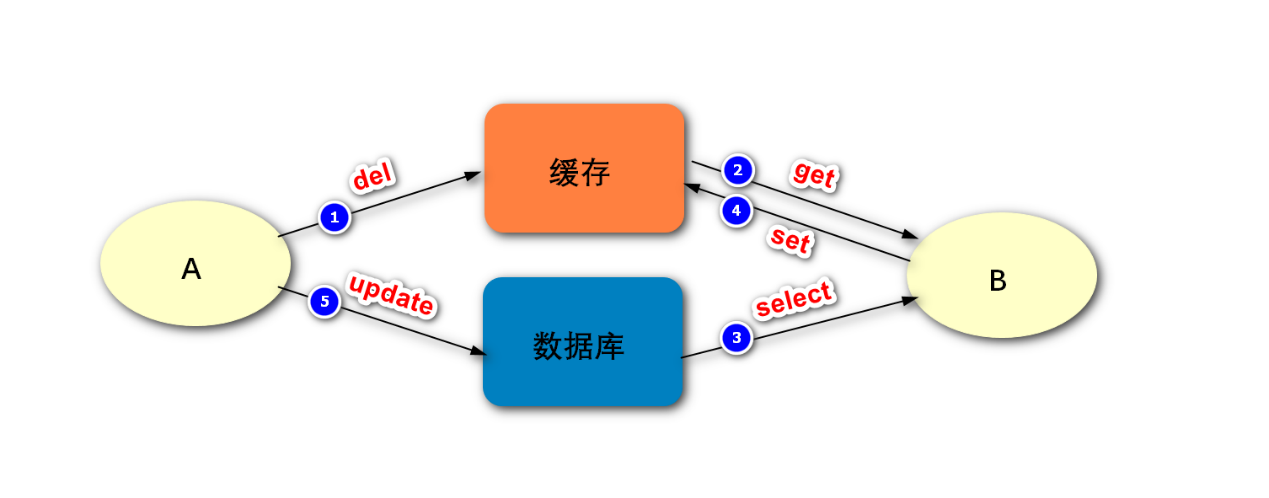 缓存
2
get
del
4
1
set
A
B
update
5
select
数据库
3